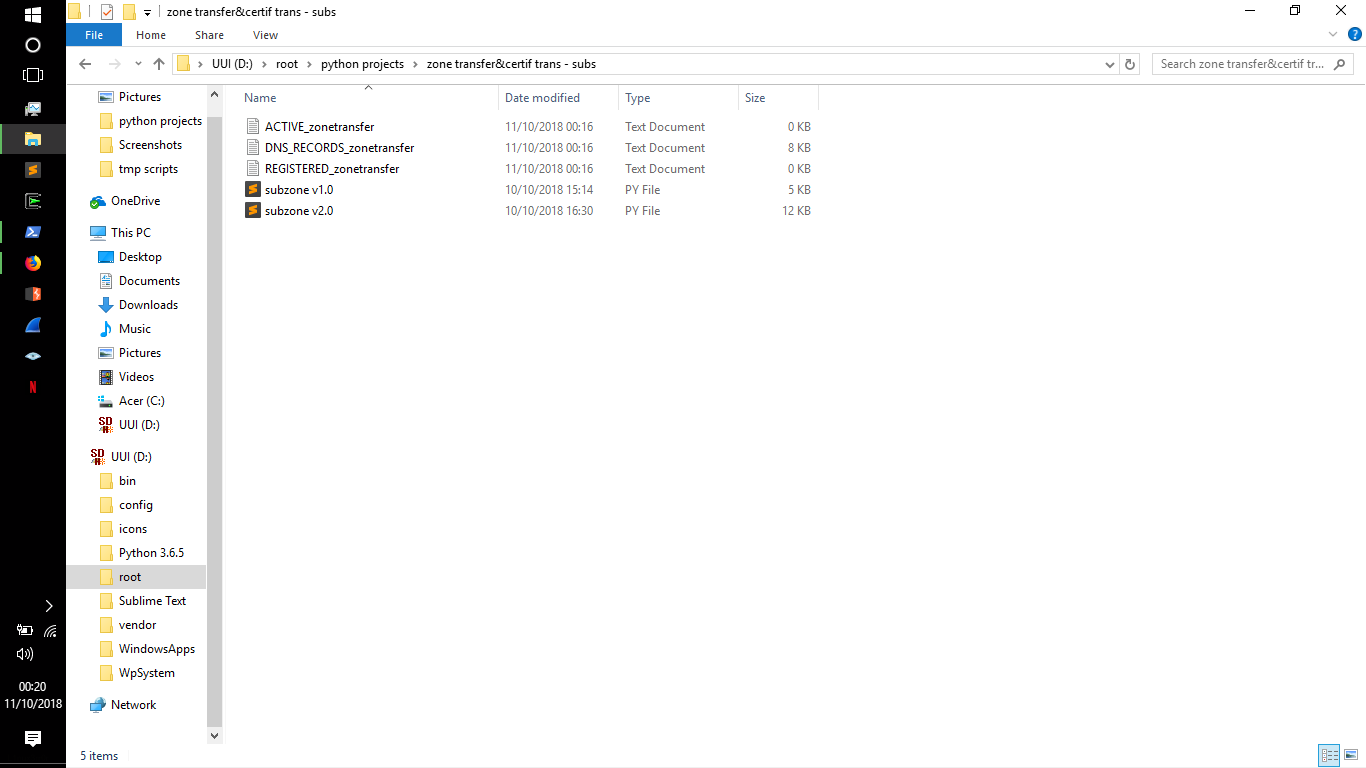 zone transfer&certif trans - subs
File Home Share View
UUI (D:) root python projects zone transfer&certif trans - subs
Search zone transfer&certif tr...
Pictures
python projects
Screenshots
tmp scripts
OneDrive
This PC
Desktop
Documents
Downloads
Music
Pictures
Videos
Acer (C:)
UUI (D:)
UUI (D:)
bin
config
icons
Python 3.6.5
root
Sublime Text
vendor
WindowsApps
WpSystem
Network
Name Date modified Type Size
ACTIVE_zonetransfer 11/10/2018 00:16 Text Document 0 KB
DNS_RECORDS_zonetransfer 11/10/2018 00:16 Text Document 8 KB
REGISTERED_zonetransfer 11/10/2018 00:16 Text Document 0 KB
subzone v1.0 10/10/2018 15:14 PY File 5 KB
subzone v2.0 10/10/2018 16:30 PY File 12 KB
5 items
00:20
11/10/2018